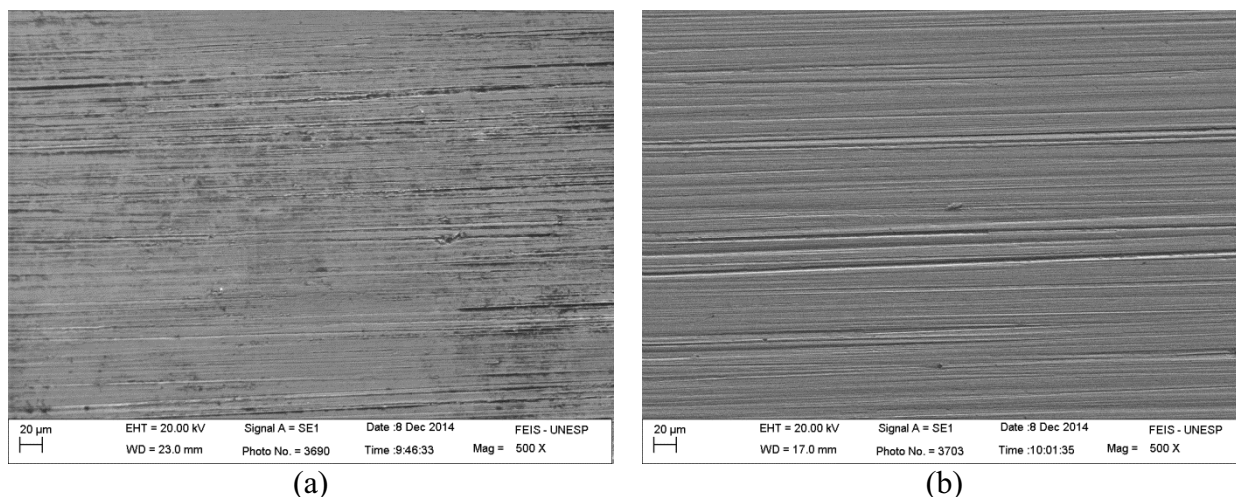 20 µm EHT = 20.00 kV Signal A = SE1 Date :8 Dec 2014 FEIS - UNESP
WD = 23.0 mm Photo No. = 3690 Time :9:46:33 Mag = 500 X
(a)
20 µm EHT = 20.00 kV Signal A = SE1 Date :8 Dec 2014 FEIS - UNESP
WD = 17.0 mm Photo No. = 3703 Time :10:01:35 Mag = 500 X
(b)